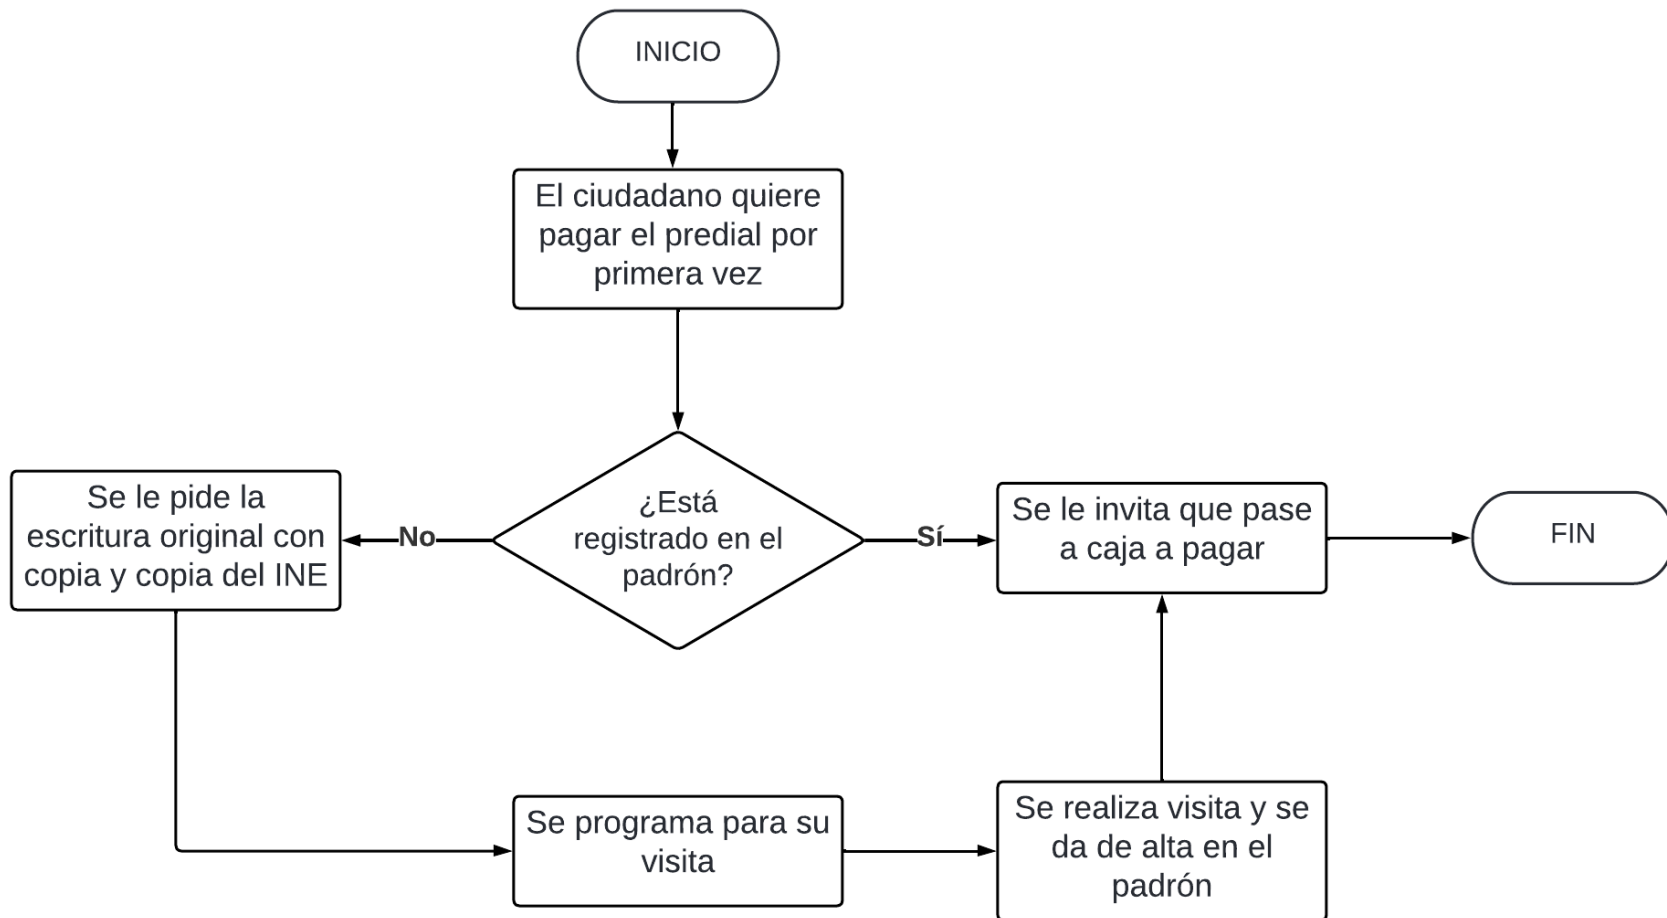 INICIO
El ciudadano quiere
pagar el predial por
primera vez
¿Está
registrado en el
padrón?
No
Sí
Se le pide la
escritura original con
copia y copia del INE
Se le invita que pase
a caja a pagar
FIN
Se programa para su
visita
Se realiza visita y se
da de alta en el
padrón